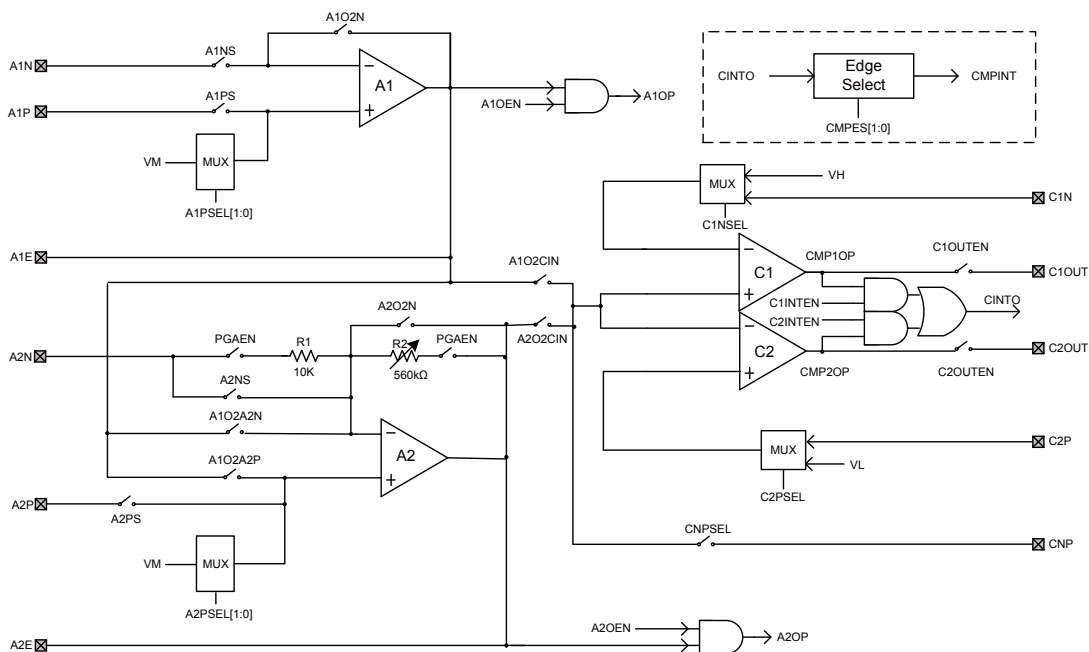 A1O2N
A1N
A1NS
A1
A1P
A1PS
VM
MUX
A1PSEL[1:0]
A1OEN
A1OP
CINTO
Edge
Select
CMPINT
CMPES[1:0]
MUX
VH
C1N
C1NSEL
A1E
A1O2CIN
C1
CMP1OP
C1OUTEN
C1OUT
C1INTEN
CINTO
C2INTEN
A2O2N
A2O2CIN
A2N
PGAEN
R1
10K
R2
560kΩ
PGAEN
C2
CMP2OP
C2OUTEN
C2OUT
A2NS
A1O2A2N
A2
A1O2A2P
MUX
C2P
VL
C2PSEL
A2P
A2PS
VM
MUX
A2PSEL[1:0]
CNPSEL
CNP
A2E
A2OEN
A2OP